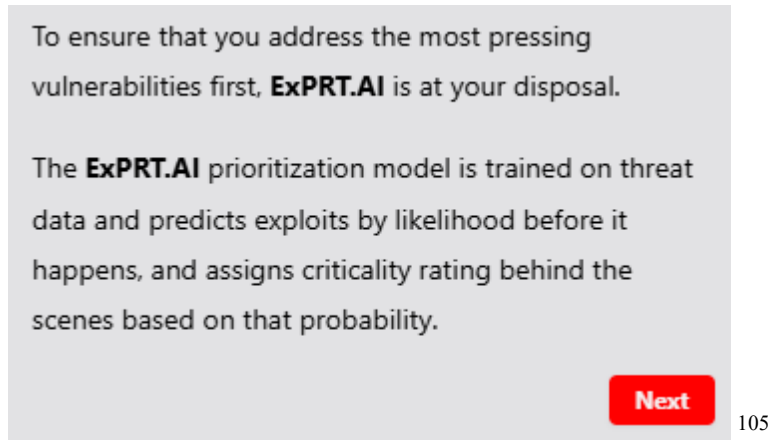 To ensure that you address the most pressing
vulnerabilities first, ExPRT.AI is at your disposal.
The ExPRT.AI prioritization model is trained on threat
data and predicts exploits by likelihood before it
happens, and assigns criticality rating behind the
scenes based on that probability.
Next
105